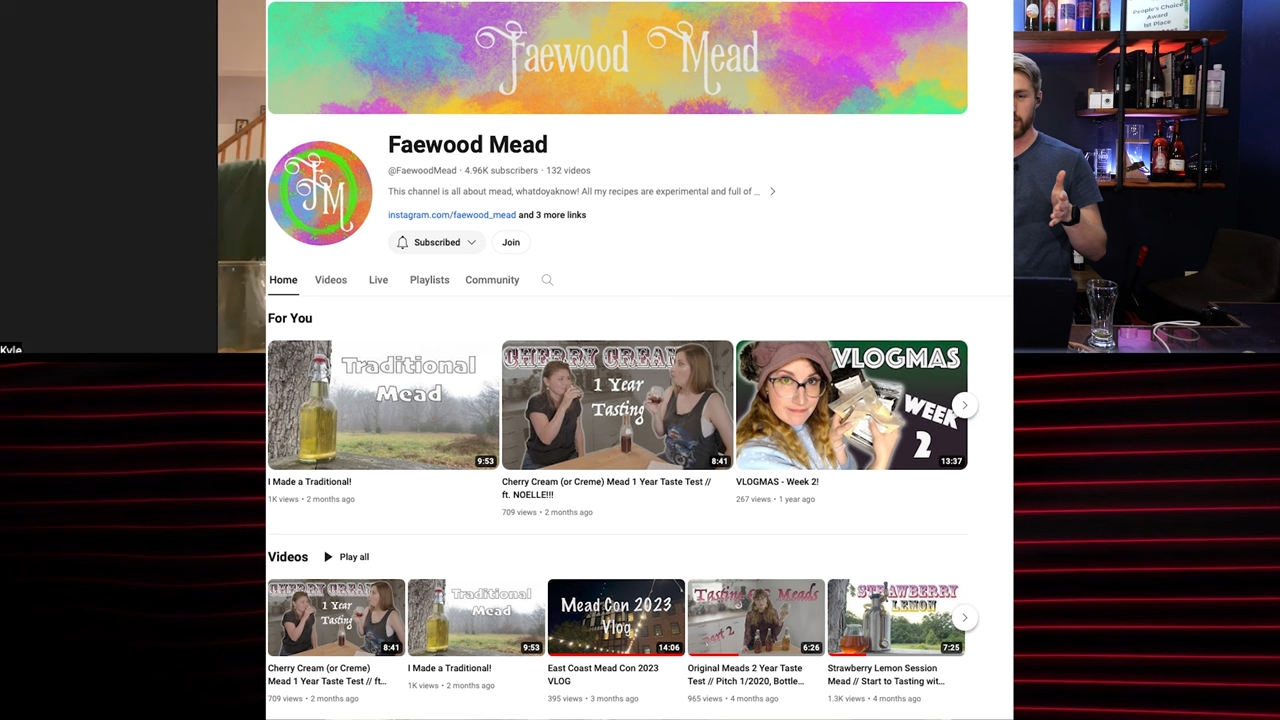 Faewood Mead
People's Choice
Award
1st Place
FM
Faewood Mead
@FaewoodMead · 4.96K subscribers · 132 videos
This channel is all about mead, whatdoyaknow! All my recipes are experimental and full of ...
instagram.com/faewood_mead and 3 more links
Subscribed
Join
Home Videos Live Playlists Community
For You
Kyle
Traditional
Mead
9:53
CHERRY CREAM
1 Year
Tasting
8:41
VLOGMAS
WEEK
2
13:37
I Made a Traditional!
1K views • 2 months ago
Cherry Cream (or Creme) Mead 1 Year Taste Test //
ft. NOELLE!!!
709 views • 2 months ago
VLOGMAS - Week 2!
267 views • 1 year ago
Videos Play all
CHERRY CREAM
1 Year
Tasting
8:41
Traditional
Mead
9:53
Mead Con 2023
Vlog
14:06
Tasting Meads
Part 2
6:26
STRAWBERRY
LEMON
7:25
Cherry Cream (or Creme)
Mead 1 Year Taste Test // ft...
709 views • 2 months ago
I Made a Traditional!
1K views • 2 months ago
East Coast Mead Con 2023
VLOG
395 views • 3 months ago
Original Meads 2 Year Taste
Test // Pitch 1/2020, Bottle...
965 views • 4 months ago
Strawberry Lemon Session
Mead // Start to Tasting wit...
1.3K views • 4 months ago